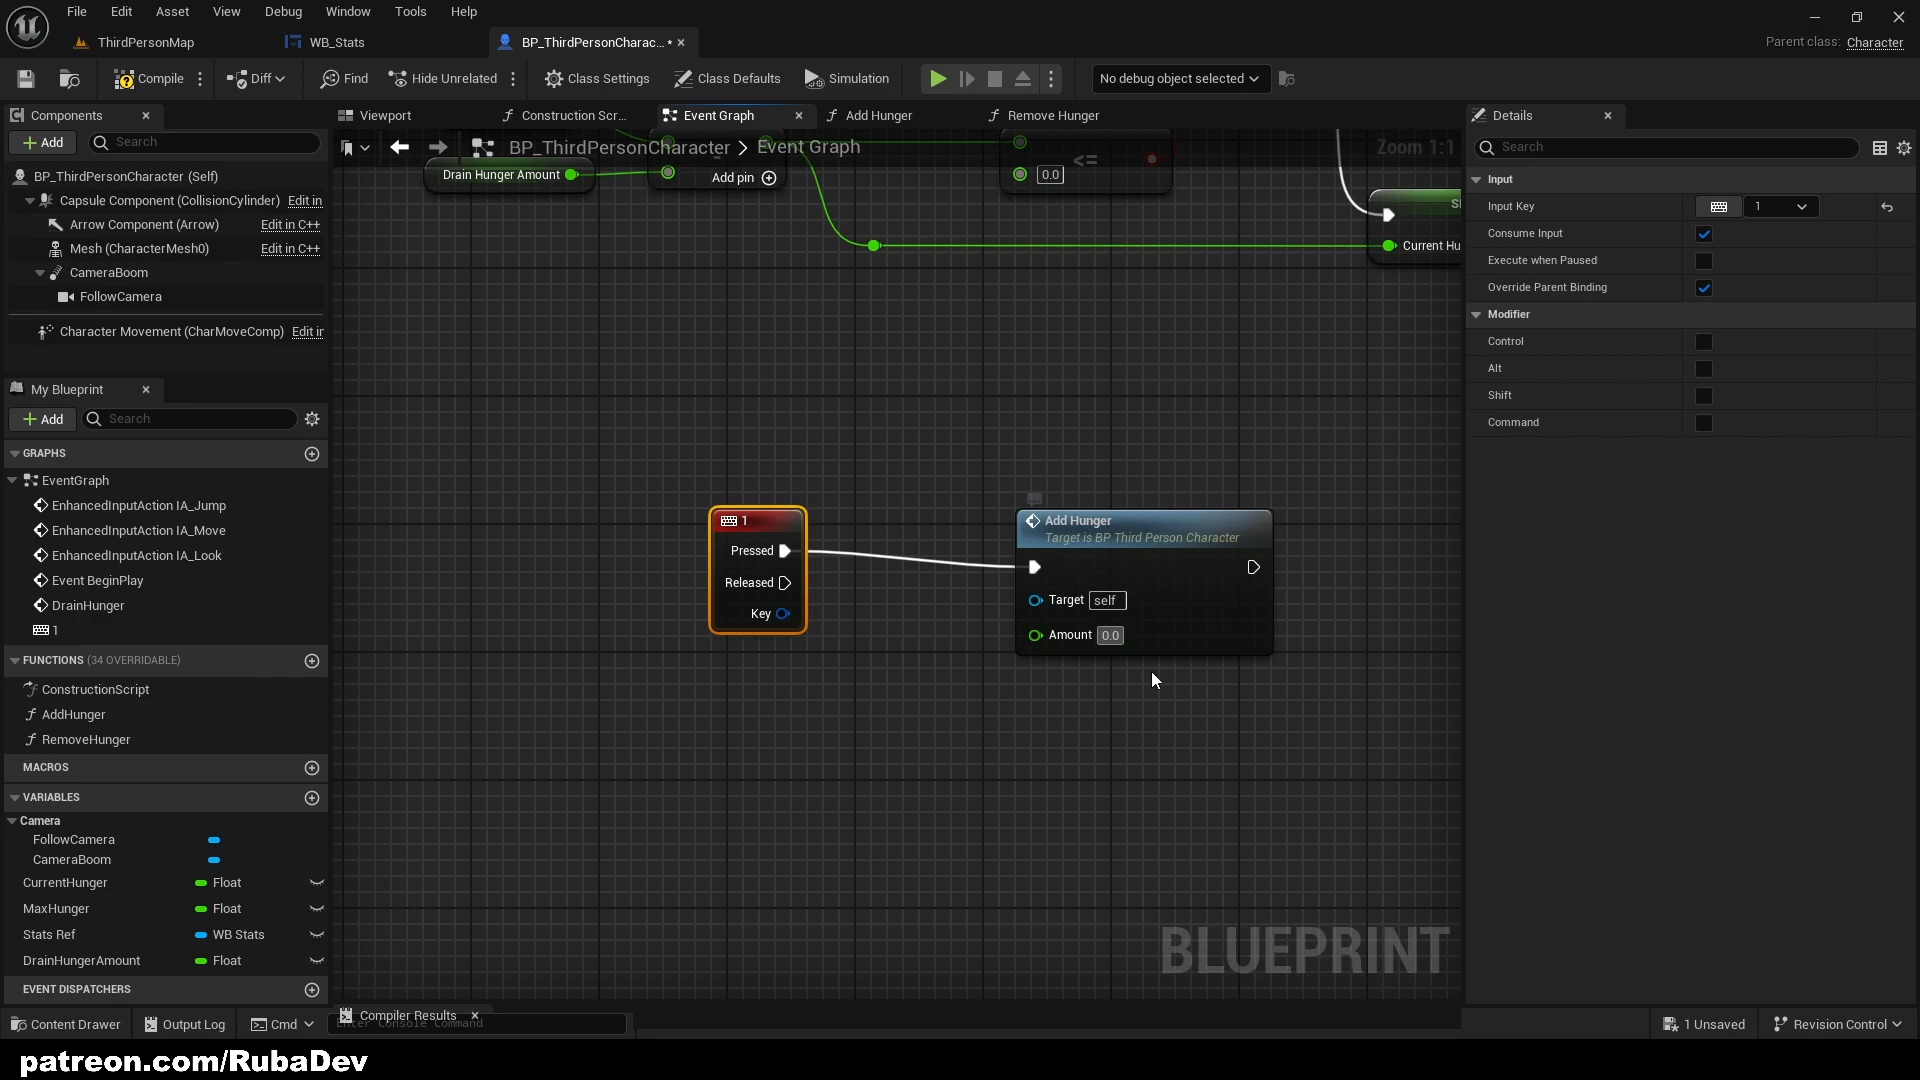 File Edit Asset View Debug Window Tools Help
ThirdPersonMap WB_Stats BP_ThirdPersonCharac... * Parent class: Character
Compile Diff Find Hide Unrelated Class Settings Class Defaults Simulation No debug object selected
Components
Add Search
BP_ThirdPersonCharacter (Self)
Capsule Component (CollisionCylinder) Edit in
Arrow Component (Arrow) Edit in C++
Mesh (CharacterMesh0) Edit in C++
CameraBoom
FollowCamera
Character Movement (CharMoveComp) Edit ir
My Blueprint
Add Search
GRAPHS
EventGraph
EnhancedInputAction IA_Jump
EnhancedInputAction IA_Move
EnhancedInputAction IA_Look
Event BeginPlay
DrainHunger
1
FUNCTIONS (34 OVERRIDABLE)
ConstructionScript
AddHunger
RemoveHunger
MACROS
VARIABLES
Camera
FollowCamera
CameraBoom
CurrentHunger Float
MaxHunger Float
Stats Ref WB Stats
DrainHungerAmount Float
EVENT DISPATCHERS
Viewport Construction Scr... Event Graph Add Hunger Remove Hunger
BP_ThirdPersonCharacter > Event Graph Zoom 1:1
Drain Hunger Amount
Add pin
0.0
<=
Current Hu
1
Pressed
Released
Key
Add Hunger
Target is BP Third Person Character
Target self
Amount 0.0
BLUEPRINT
Details
Search
Input
Input Key 1
Consume Input
Execute when Paused
Override Parent Binding
Modifier
Control
Alt
Shift
Command
Compiler Results
Content Drawer Output Log Cmd Enter Console Command 1 Unsaved Revision Control
patreon.com/RubaDev